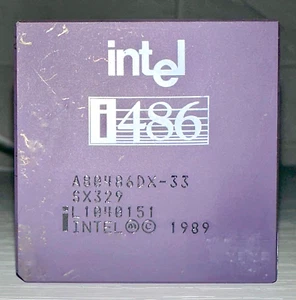 intel
i486
A80486DX-33
SX329
L1040151
INTEL Ⓜ © 1989